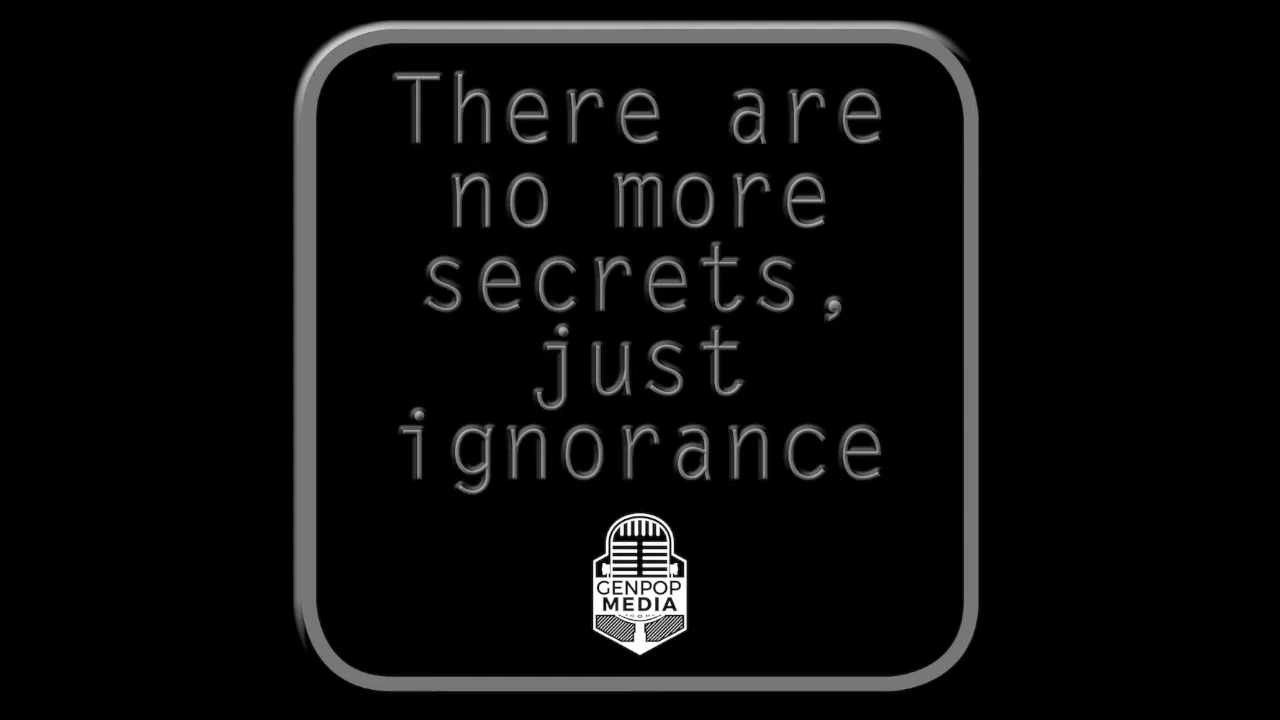 There are
no more
secrets,
just
ignorance
GENPOP
MEDIA